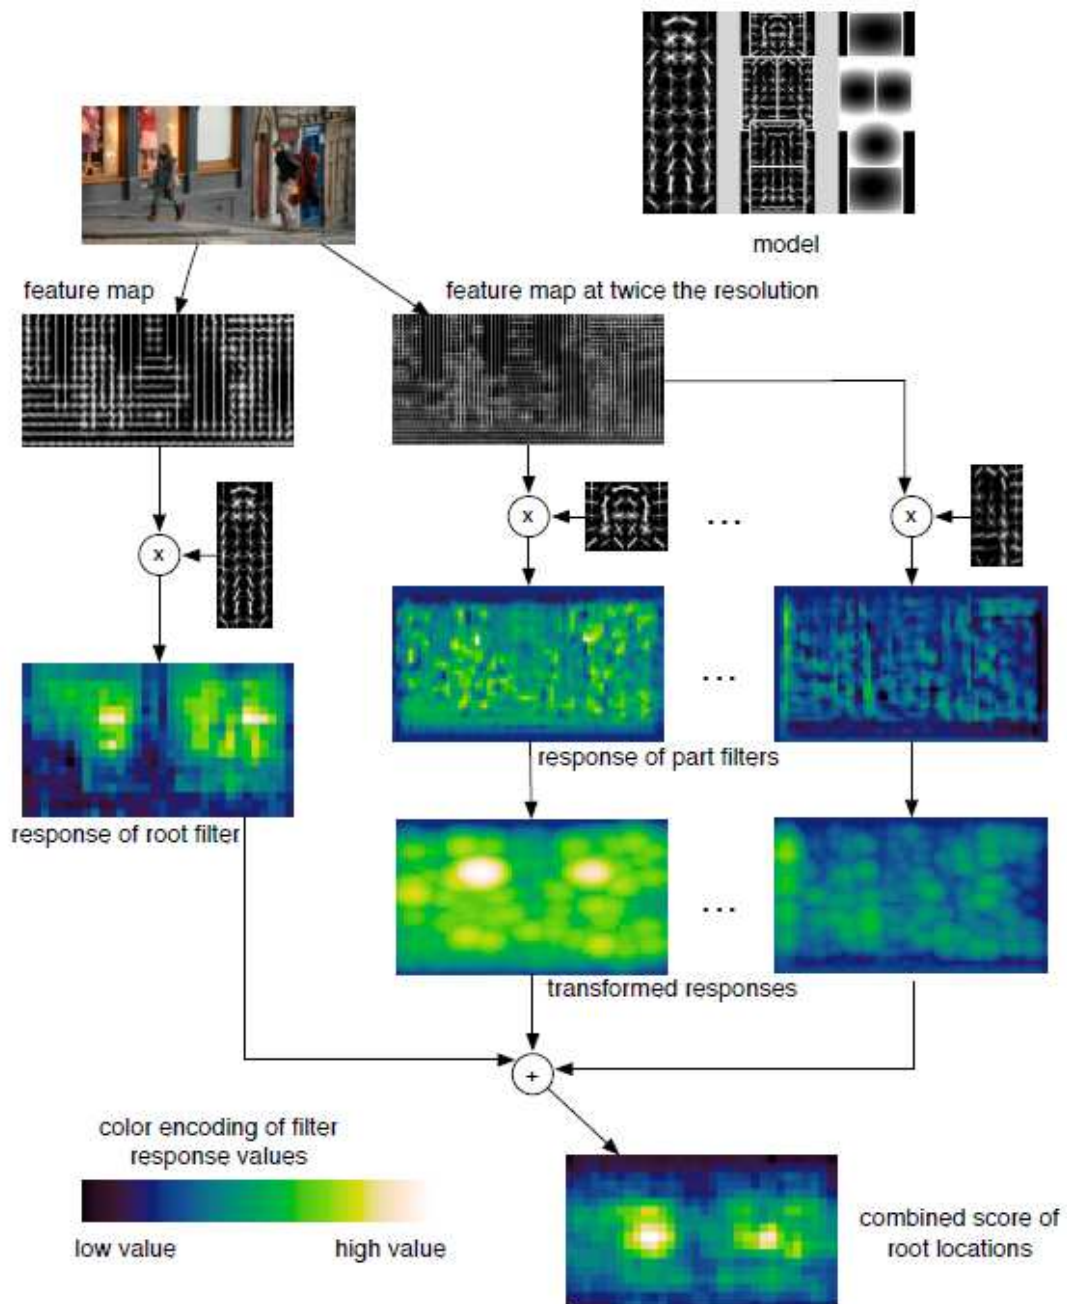 model
feature map
feature map at twice the resolution
x
x
. . .
x
. . .
response of part filters
response of root filter
. . .
transformed responses
+
color encoding of filter
response values
low value
high value
combined score of
root locations